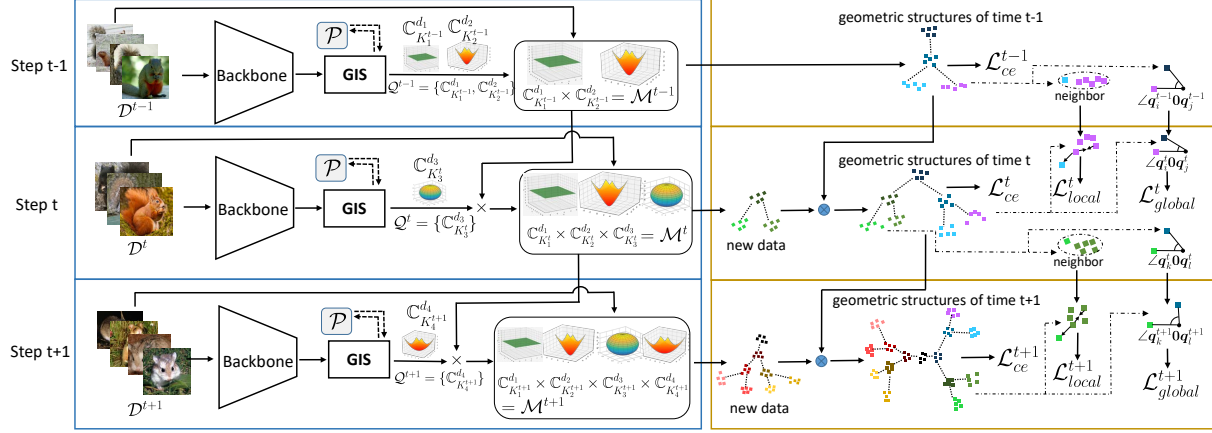 Step t-1
𝒟^{t-1}
Backbone
𝒫
GIS
ℂ^{d_1}_{K_1^{t-1}} ℂ^{d_2}_{K_2^{t-1}}
𝒬^{t-1} = {ℂ^{d_1}_{K_1^{t-1}}, ℂ^{d_2}_{K_2^{t-1}}}
ℂ^{d_1}_{K_1^{t-1}} × ℂ^{d_2}_{K_2^{t-1}} = ℳ^{t-1}
geometric structures of time t-1
ℒ^{t-1}_{ce}
neighbor
∠𝒒_i^{t-1}𝟎𝒒_j^{t-1}
Step t
𝒟^t
Backbone
𝒫
GIS
ℂ^{d_3}_{K_3^t}
𝒬^t = {ℂ^{d_3}_{K_3^t}}
×
ℂ^{d_1}_{K_1^t} × ℂ^{d_2}_{K_2^t} × ℂ^{d_3}_{K_3^t} = ℳ^t
new data
⊗
geometric structures of time t
ℒ^t_{ce}
ℒ^t_{local}
∠𝒒_i^t𝟎𝒒_j^t
ℒ^t_{global}
neighbor
∠𝒒_k^t𝟎𝒒_l^t
Step t+1
𝒟^{t+1}
Backbone
𝒫
GIS
ℂ^{d_4}_{K_4^{t+1}}
𝒬^{t+1} = {ℂ^{d_4}_{K_4^{t+1}}}
×
ℂ^{d_1}_{K_1^{t+1}} × ℂ^{d_2}_{K_2^{t+1}} × ℂ^{d_3}_{K_3^{t+1}} × ℂ^{d_4}_{K_4^{t+1}}
= ℳ^{t+1}
new data
⊗
geometric structures of time t+1
ℒ^{t+1}_{ce}
ℒ^{t+1}_{local}
∠𝒒_k^{t+1}𝟎𝒒_l^{t+1}
ℒ^{t+1}_{global}